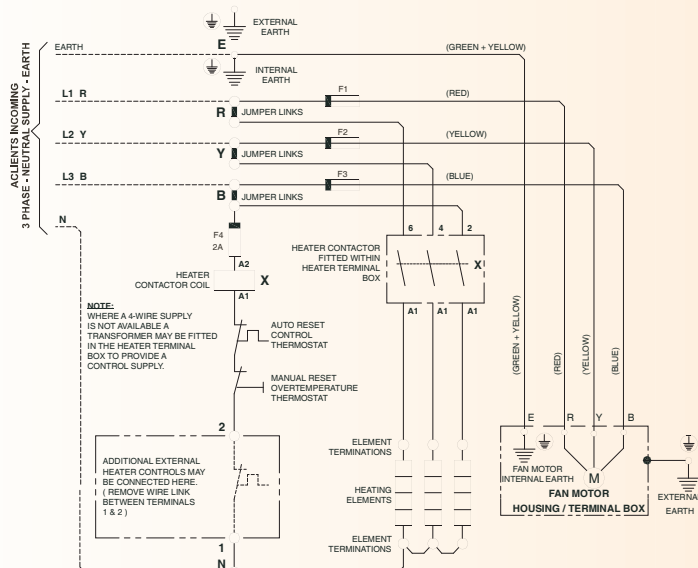 EXTERNAL
EARTH
E
EARTH
(GREEN + YELLOW)
INTERNAL
EARTH
ACLIENTS INCOMING
3 PHASE - NEUTRAL SUPPLY - EARTH
L1 R
F1
(RED)
R
JUMPER LINKS
L2 Y
F2
(YELLOW)
Y
JUMPER LINKS
L3 B
F3
(BLUE)
B
JUMPER LINKS
N
F4
2A
6 4 2
HEATER CONTACTOR
FITTED WITHIN
HEATER TERMINAL
BOX
X
A2
HEATER
CONTACTOR COIL
X
A1
A1 A1 A1
NOTE:
WHERE A 4-WIRE SUPPLY
IS NOT AVAILABLE A
TRANSFORMER MAY BE FITTED
IN THE HEATER TERMINAL
BOX TO PROVIDE A
CONTROL SUPPLY.
AUTO RESET
CONTROL
THERMOSTAT
MANUAL RESET
OVERTEMPERATURE
THERMOSTAT
(GREEN + YELLOW)
(RED)
(YELLOW)
(BLUE)
2
E R Y B
ELEMENT
TERMINATIONS
ADDITIONAL EXTERNAL
HEATER CONTROLS MAY
BE CONNECTED HERE.
( REMOVE WIRE LINK
BETWEEN TERMINALS
1 & 2 )
HEATING
ELEMENTS
FAN MOTOR
INTERNAL EARTH
M
FAN MOTOR
HOUSING / TERMINAL BOX
EXTERNA
EARTH
ELEMENT
TERMINATIONS
1
N